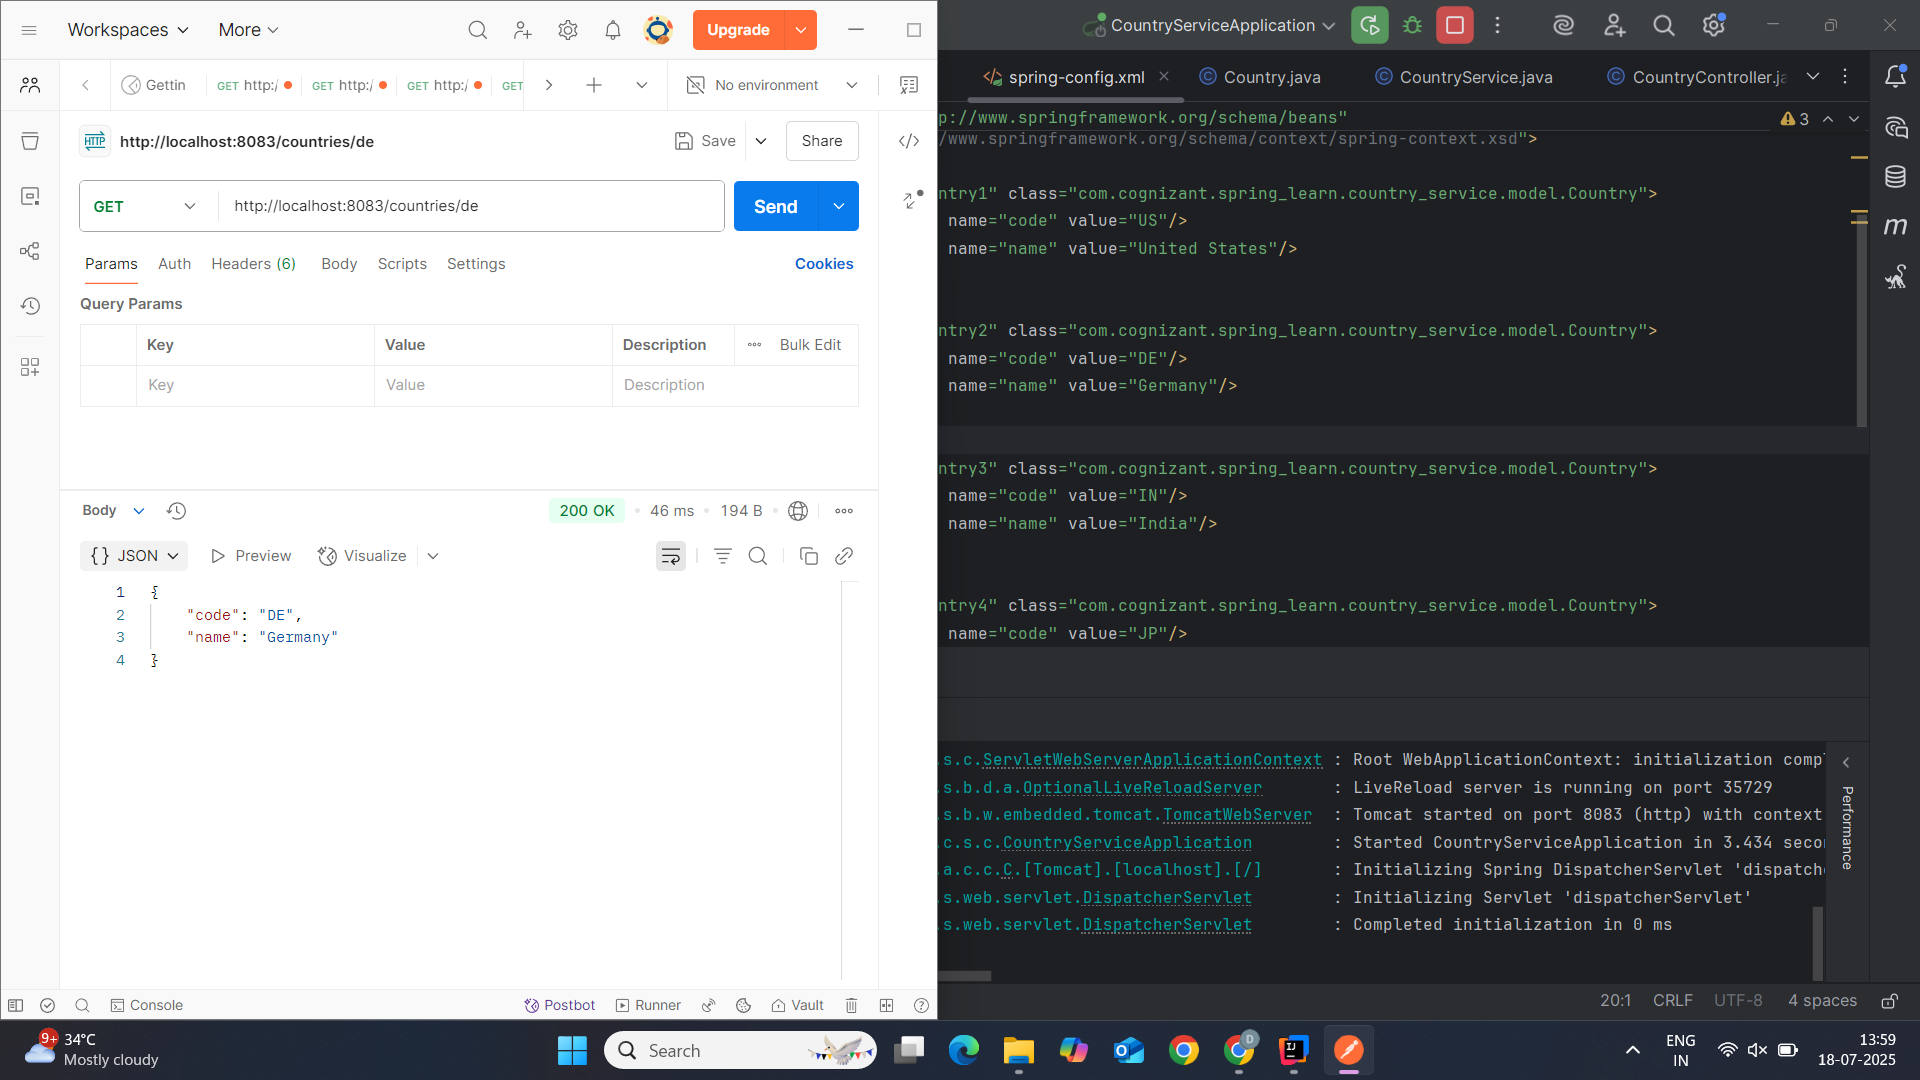 Workspaces More Upgrade
Gettin GET http:/ GET http:/ GET http:/ GET No environment
HTTP http://localhost:8083/countries/de Save Share
GET http://localhost:8083/countries/de Send
Params Auth Headers (6) Body Scripts Settings Cookies
Query Params
Key Value Description Bulk Edit
Key Value Description
Body 200 OK 46 ms 194 B
{} JSON Preview Visualize
1 {
2 "code": "DE",
3 "name": "Germany"
4 }
Console Postbot Runner Vault
CountryServiceApplication
spring-config.xml Country.java CountryService.java CountryController.ja
p://www.springframework.org/schema/beans" 3
/www.springframework.org/schema/context/spring-context.xsd">
ntry1" class="com.cognizant.spring_learn.country_service.model.Country">
name="code" value="US"/>
name="name" value="United States"/>
ntry2" class="com.cognizant.spring_learn.country_service.model.Country">
name="code" value="DE"/>
name="name" value="Germany"/>
ntry3" class="com.cognizant.spring_learn.country_service.model.Country">
name="code" value="IN"/>
name="name" value="India"/>
ntry4" class="com.cognizant.spring_learn.country_service.model.Country">
name="code" value="JP"/>
.s.c.ServletWebServerApplicationContext : Root WebApplicationContext: initialization compl
.s.b.d.a.OptionalLiveReloadServer : LiveReload server is running on port 35729
.s.b.w.embedded.tomcat.TomcatWebServer : Tomcat started on port 8083 (http) with context
.c.s.c.CountryServiceApplication : Started CountryServiceApplication in 3.434 secon
.a.c.c.C.[Tomcat].[localhost].[/] : Initializing Spring DispatcherServlet 'dispatche
.s.web.servlet.DispatcherServlet : Initializing Servlet 'dispatcherServlet'
.s.web.servlet.DispatcherServlet : Completed initialization in 0 ms
Performance
20:1 CRLF UTF-8 4 spaces
9+ 34°C
Mostly cloudy
Search
D
ENG
IN
13:59
18-07-2025